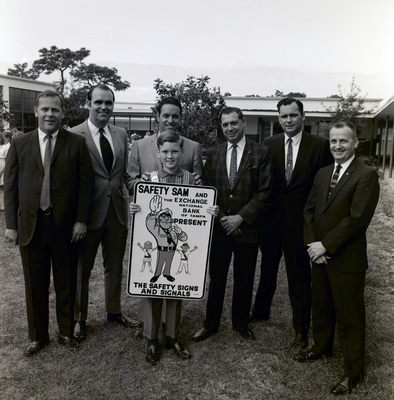 SAFETY SAM
AND
THE EXCHANGE
NATIONAL
BANK OF
TAMPA
PRESENT
THE SAFETY SIGNS
AND SIGNALS